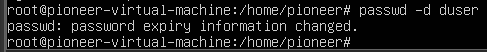 root@pioneer-virtual-machine:/home/pioneer# passwd -d duser
passwd: password expiry information changed.
root@pioneer-virtual-machine:/home/pioneer#